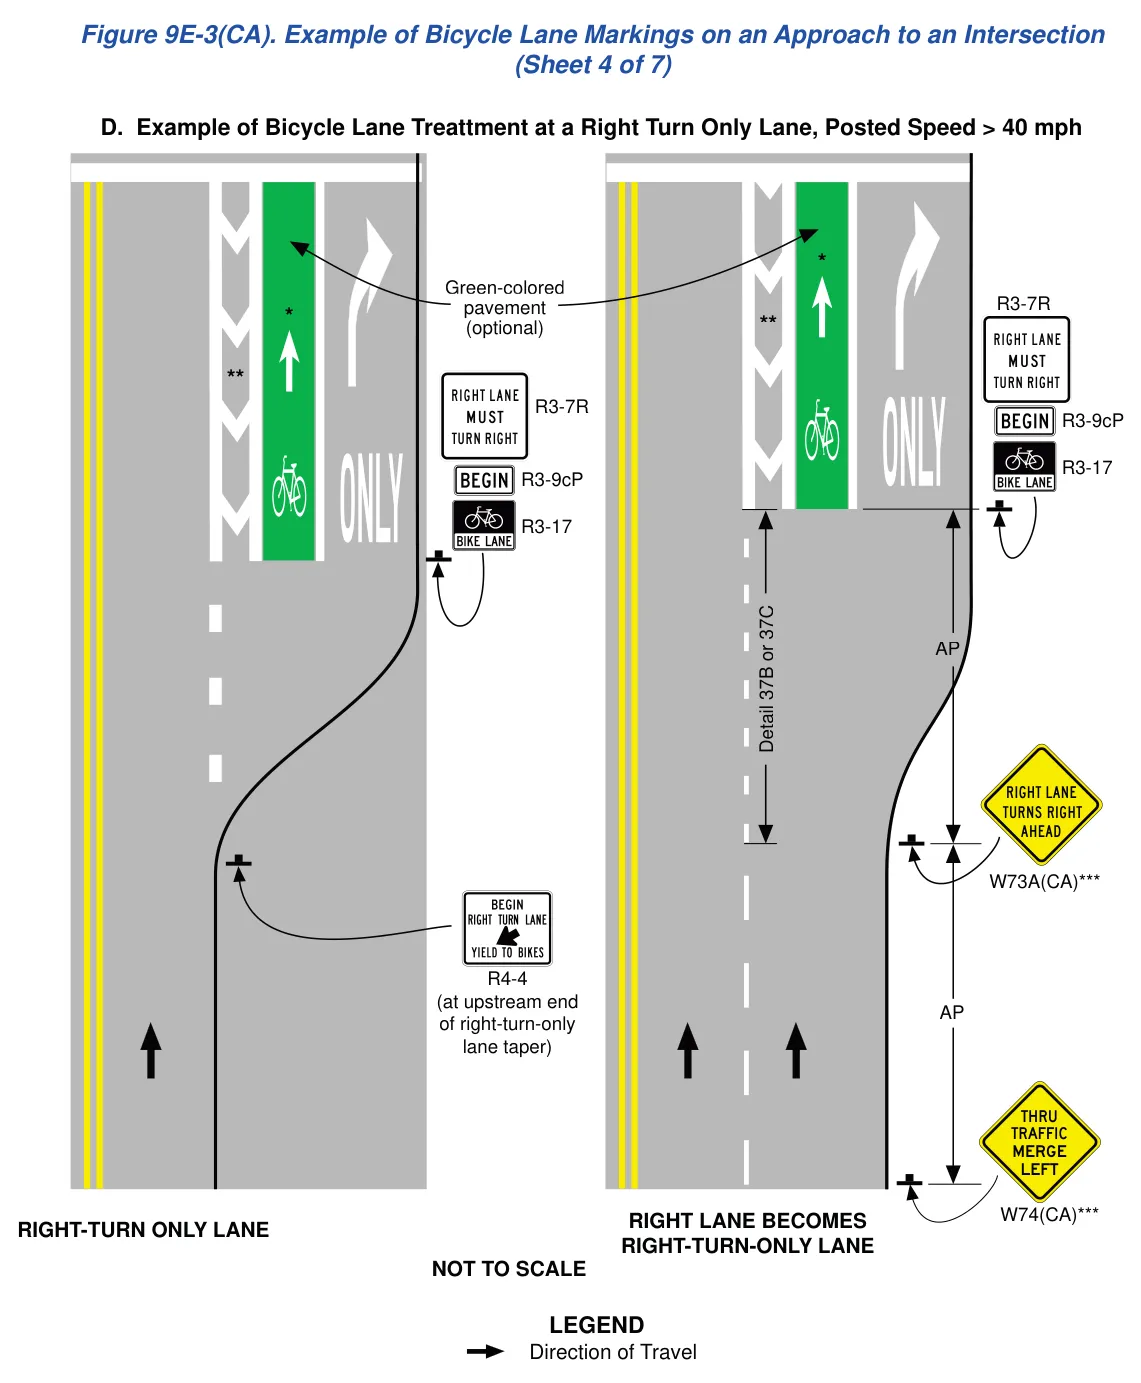 Figure 9E-3(CA). Example of Bicycle Lane Markings on an Approach to an Intersection
(Sheet 4 of 7)
D. Example of Bicycle Lane Treattment at a Right Turn Only Lane, Posted Speed > 40 mph
Green-colored
pavement
(optional)
*
**
ONLY
RIGHT LANE
MUST
TURN RIGHT
R3-7R
BEGIN
R3-9cP
BIKE LANE
R3-17
BEGIN
RIGHT TURN LANE
YIELD TO BIKES
R4-4
(at upstream end
of right-turn-only
lane taper)
RIGHT-TURN ONLY LANE
*
**
ONLY
R3-7R
RIGHT LANE
MUST
TURN RIGHT
BEGIN
R3-9cP
BIKE LANE
R3-17
Detail 37B or 37C
AP
RIGHT LANE
TURNS RIGHT
AHEAD
W73A(CA)***
AP
THRU
TRAFFIC
MERGE
LEFT
W74(CA)***
RIGHT LANE BECOMES
RIGHT-TURN-ONLY LANE
NOT TO SCALE
LEGEND
Direction of Travel